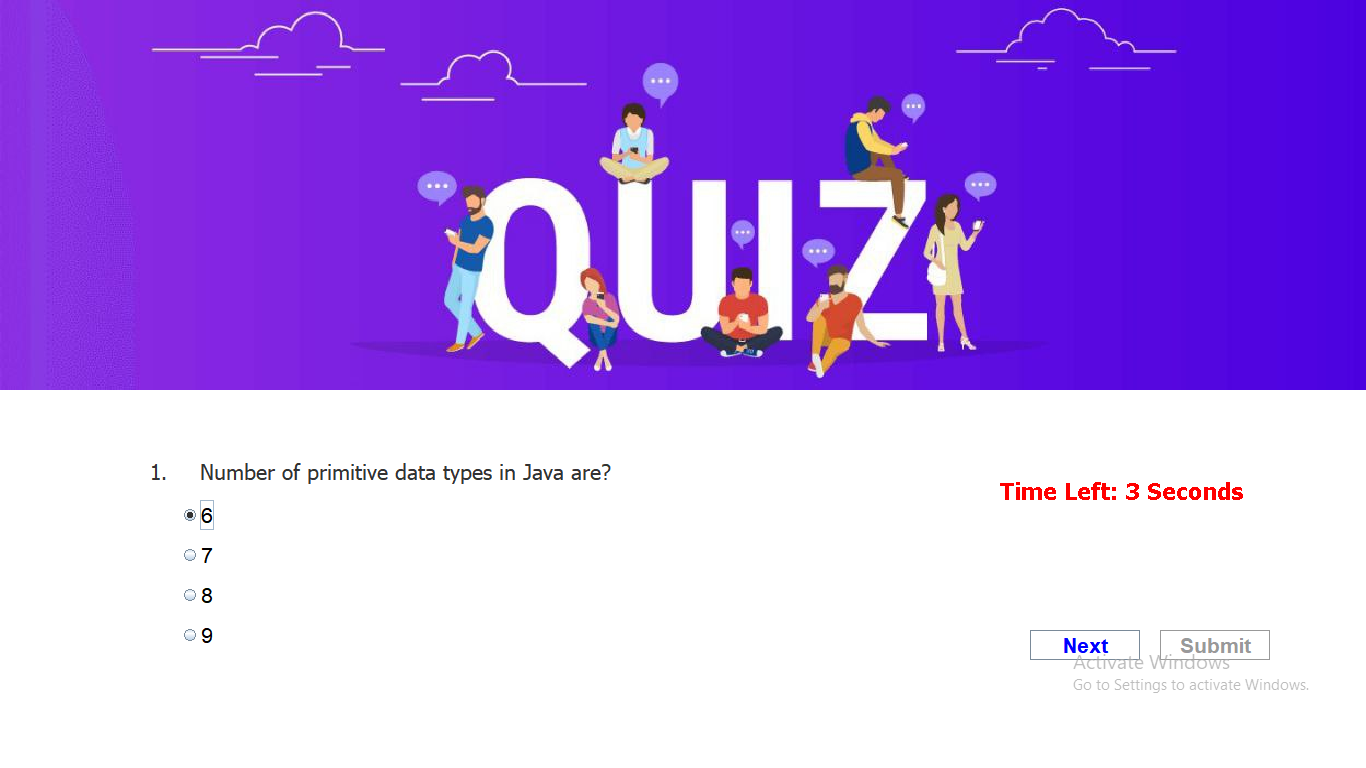 QUIZ
1. Number of primitive data types in Java are?
Time Left: 3 Seconds
6
7
8
9
Next
Submit
Activate Windows
Go to Settings to activate Windows.